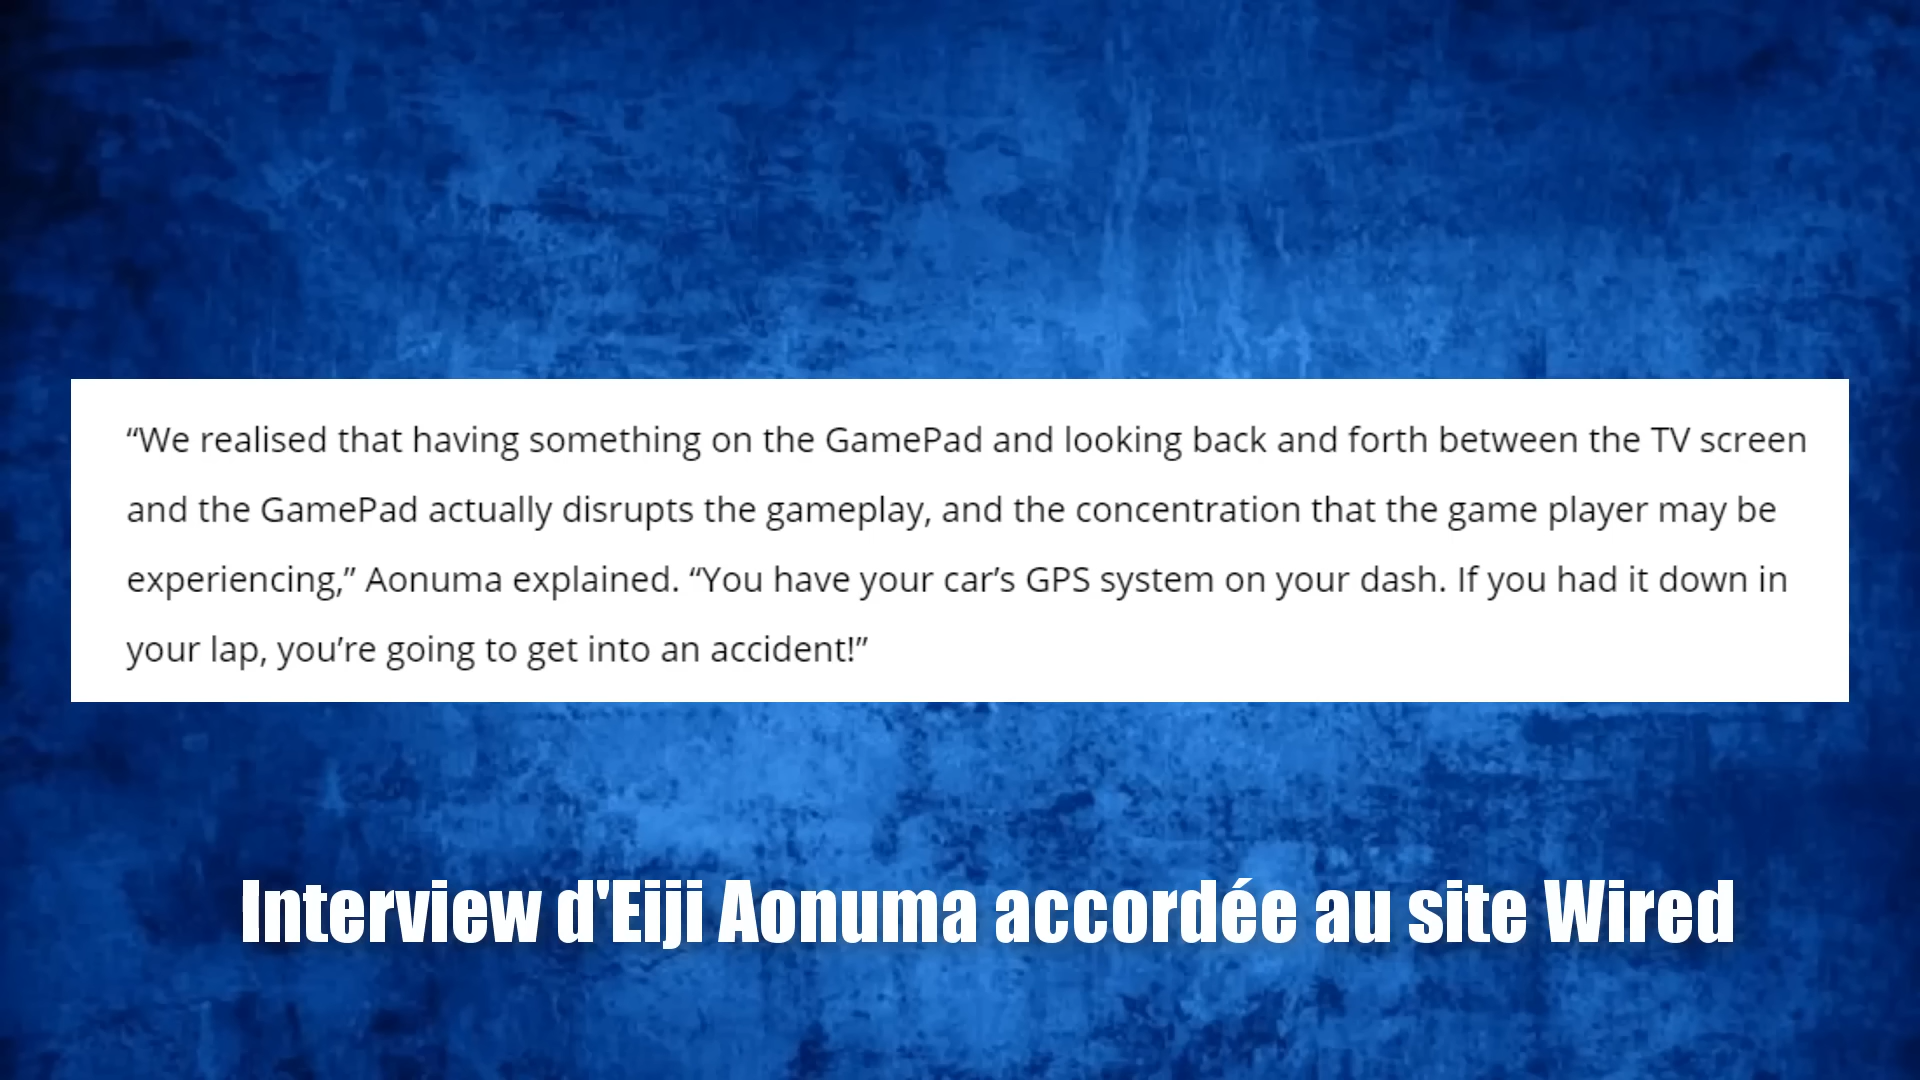 “We realised that having something on the GamePad and looking back and forth between the TV screen
and the GamePad actually disrupts the gameplay, and the concentration that the game player may be
experiencing,” Aonuma explained. “You have your car’s GPS system on your dash. If you had it down in
your lap, you’re going to get into an accident!”
Interview d'Eiji Aonuma accordée au site Wired